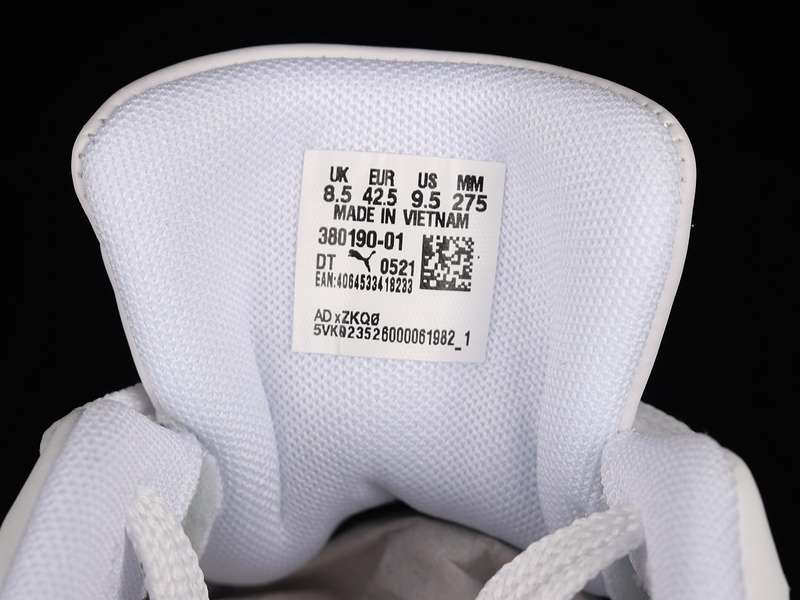 UK EUR US MM
8.5 42.5 9.5 275
MADE IN VIETNAM
380190-01
DT 0521
EAN:4064533418233
AD xZKQ0
5VK023526000061982_1